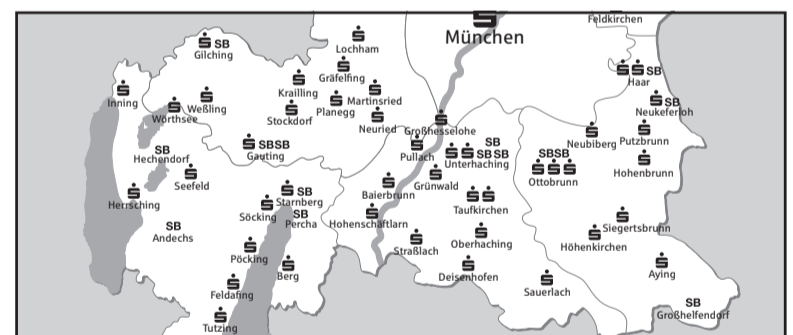 Feldkirchen
München
SB
Gilching
Lochham
Gräfelfing
SB
Haar
Krailling
Martinsried
Inning
Weßling
Planegg
SB
Neukeferloh
Wörthsee
Stockdorf
Neuried
Großhesselohe
Neubiberg
Putzbrunn
SB
Hechendorf
SBSB
Gauting
Pullach
SB
SB SB
Unterhaching
SBSB
Ottobrunn
Hohenbrunn
Seefeld
Grünwald
Herrsching
SB
Starnberg
Baierbrunn
Taufkirchen
Söcking
SB
Percha
Hohenschäftlarn
SB
Andechs
Siegertsbrunn
Höhenkirchen
Oberhaching
Straßlach
Pöcking
Berg
Deisenhofen
Aying
Sauerlach
Feldafing
SB
Großhelfendorf
Tutzing